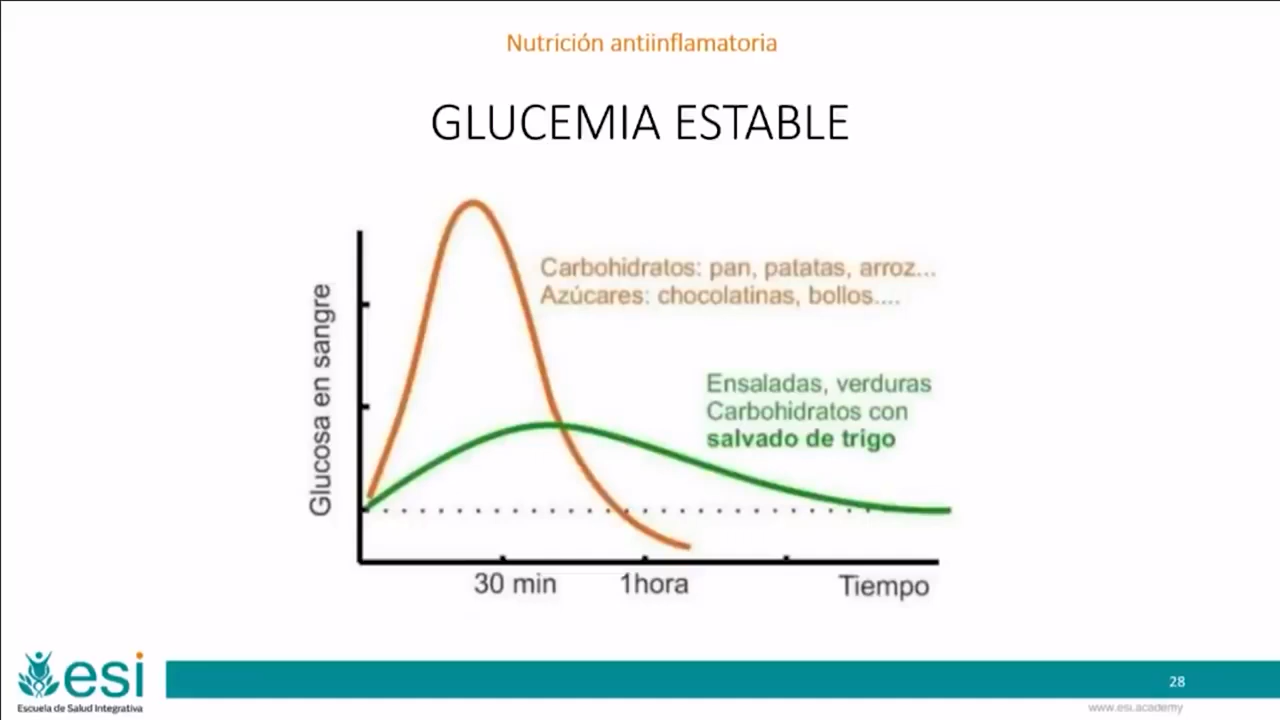 Nutrición antiinflamatoria
GLUCEMIA ESTABLE
Carbohidratos: pan, patatas, arroz...
Azúcares: chocolatinas, bollos....
Glucosa en sangre
Ensaladas, verduras
Carbohidratos con
salvado de trigo
30 min
1hora
Tiempo
esi
Escuela de Salud Integrativa
28
www.esi.academy